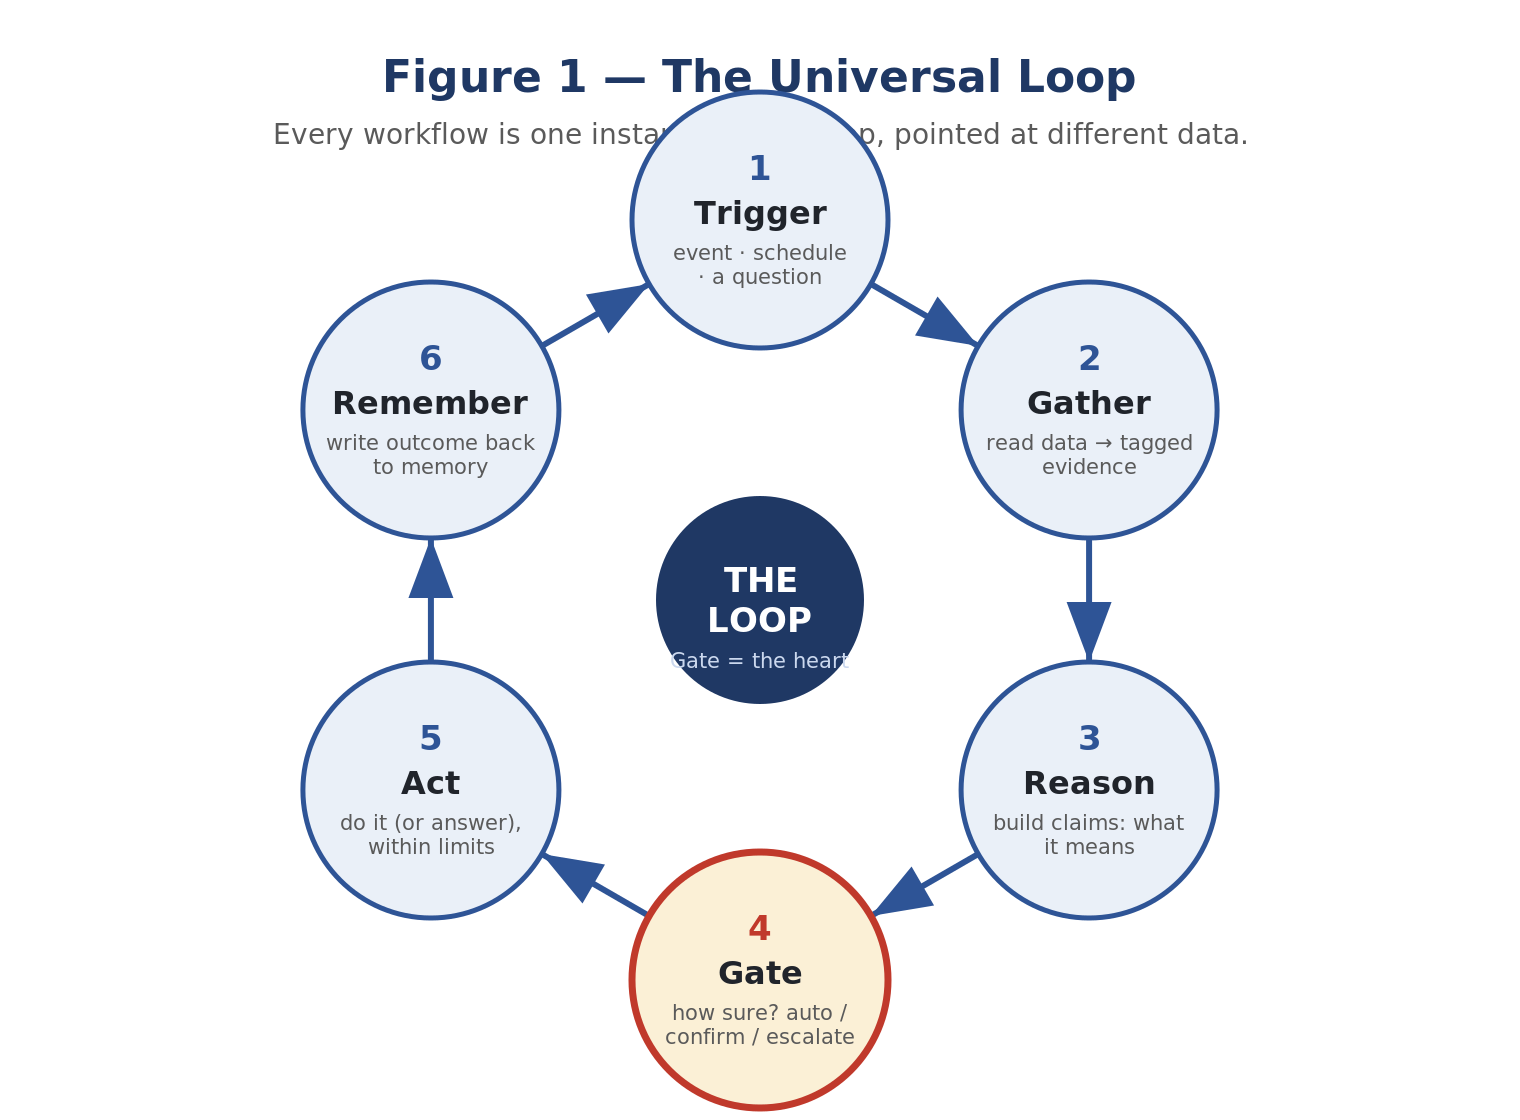 Figure 1 — The Universal Loop
Every workflow is one p, pointed at different data.
1
Trigger
event · schedule
· a question
6
Remember
write outcome back
to memory
2
Gather
read data → tagged
evidence
THE
LOOP
Gate = the heart
5
Act
do it (or answer),
within limits
3
Reason
build claims: what
it means
4
Gate
how sure? auto /
confirm / escalate